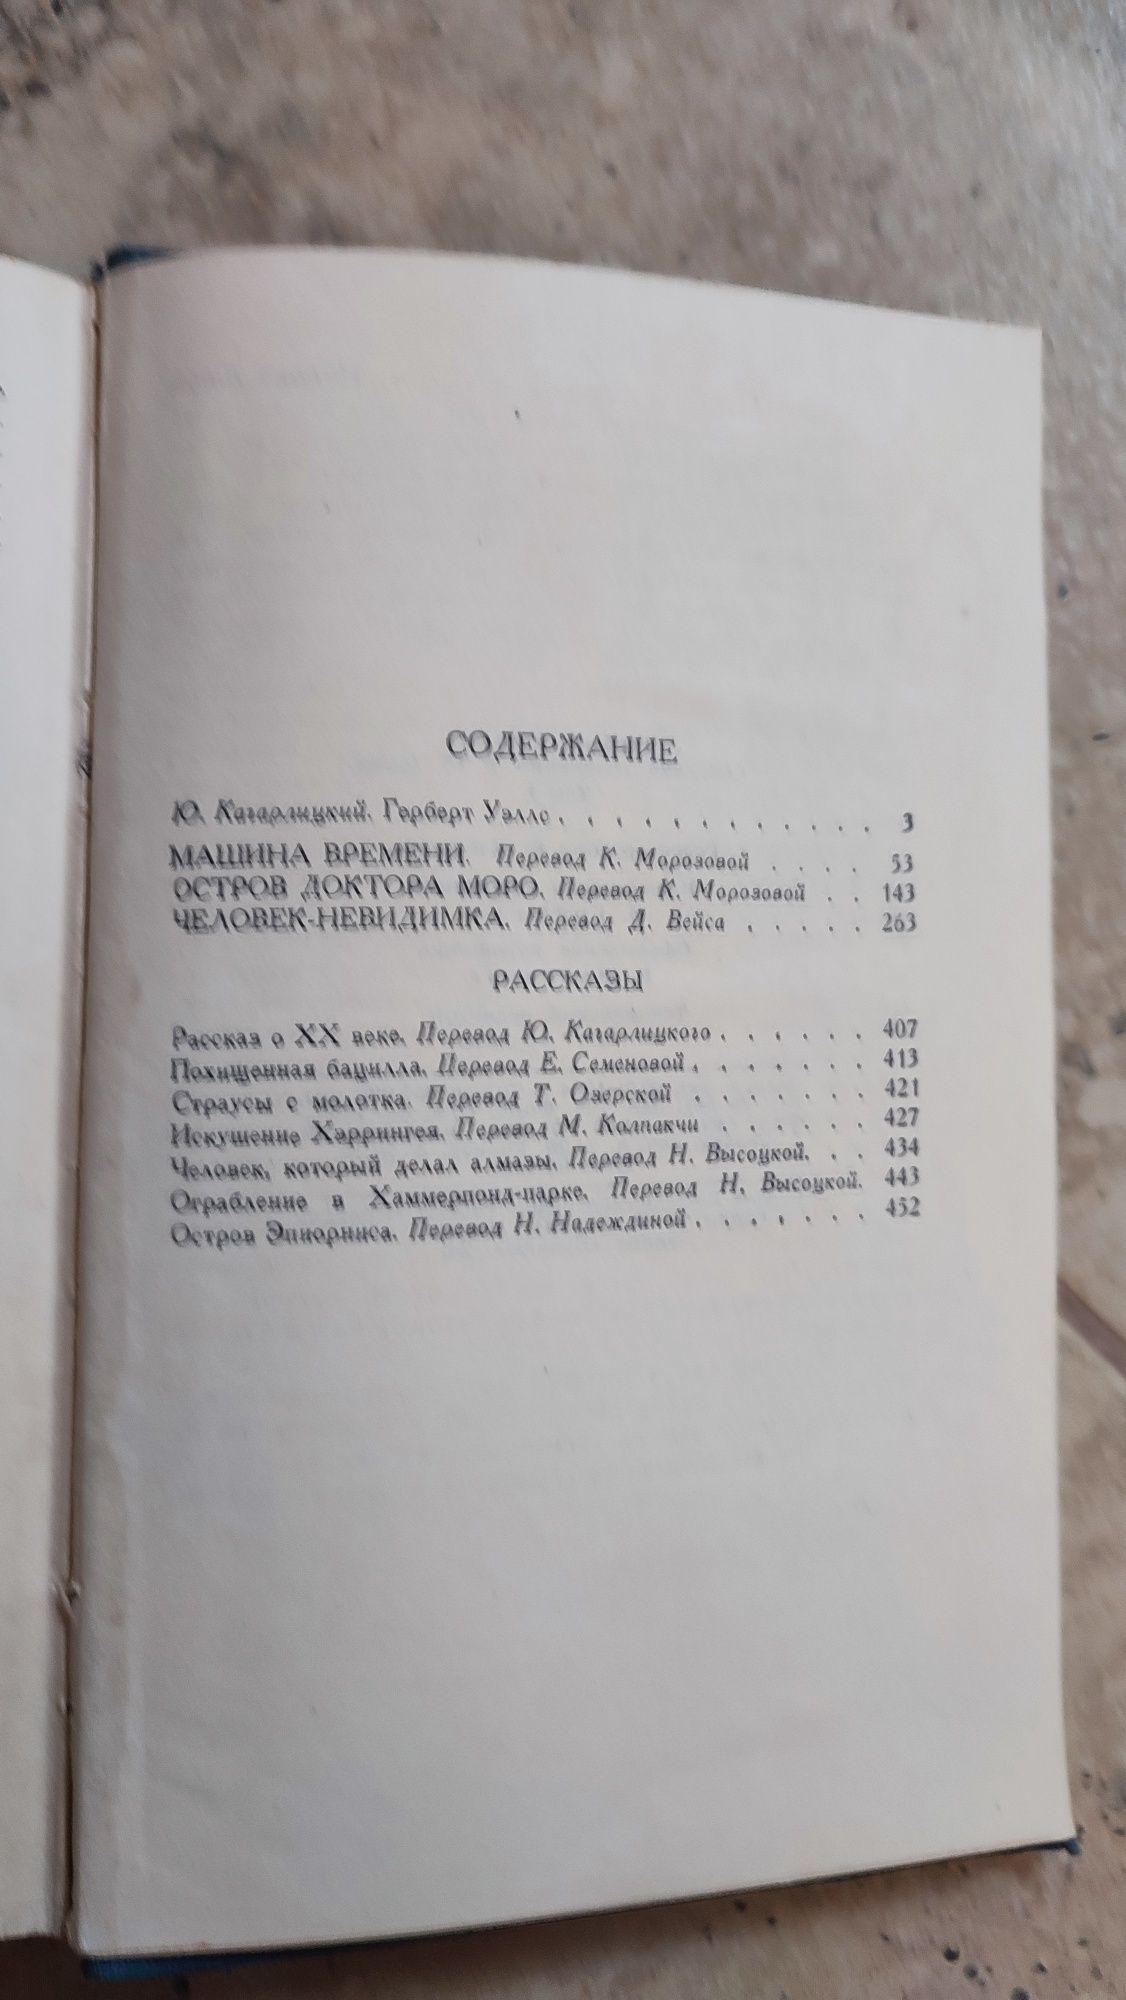 СОДЕРЖАНИЕ
Ю. Кагарлицкий. Герберт Уэллс . . . . . . . . . . . . 3
МАШИНА ВРЕМЕНИ. Перевод К. Морозовой . . . . 53
ОСТРОВ ДОКТОРА МОРО. Перевод К. Морозовой . . 143
ЧЕЛОВЕК-НЕВИДИМКА. Перевод Д. Вейса . . . . . 263
РАССКАЗЫ
Рассказ о XX веке. Перевод Ю. Кагарлицкого . . . . . . 407
Похищенная бацилла. Перевод Е. Семеновой . . . . . . . 413
Страусы с молотка. Перевод Т. Озерской . . . . . . . 421
Искушение Хэррингея. Перевод М. Колпакчи . . . . . . 427
Человек, который делал алмазы. Перевод Н. Высоцкой. . . 434
Ограбление в Хаммерпонд-парке. Перевод Н. Высоцкой. 443
Остров Эпиорниса. Перевод Н. Надеждиной . . . . . . . 452